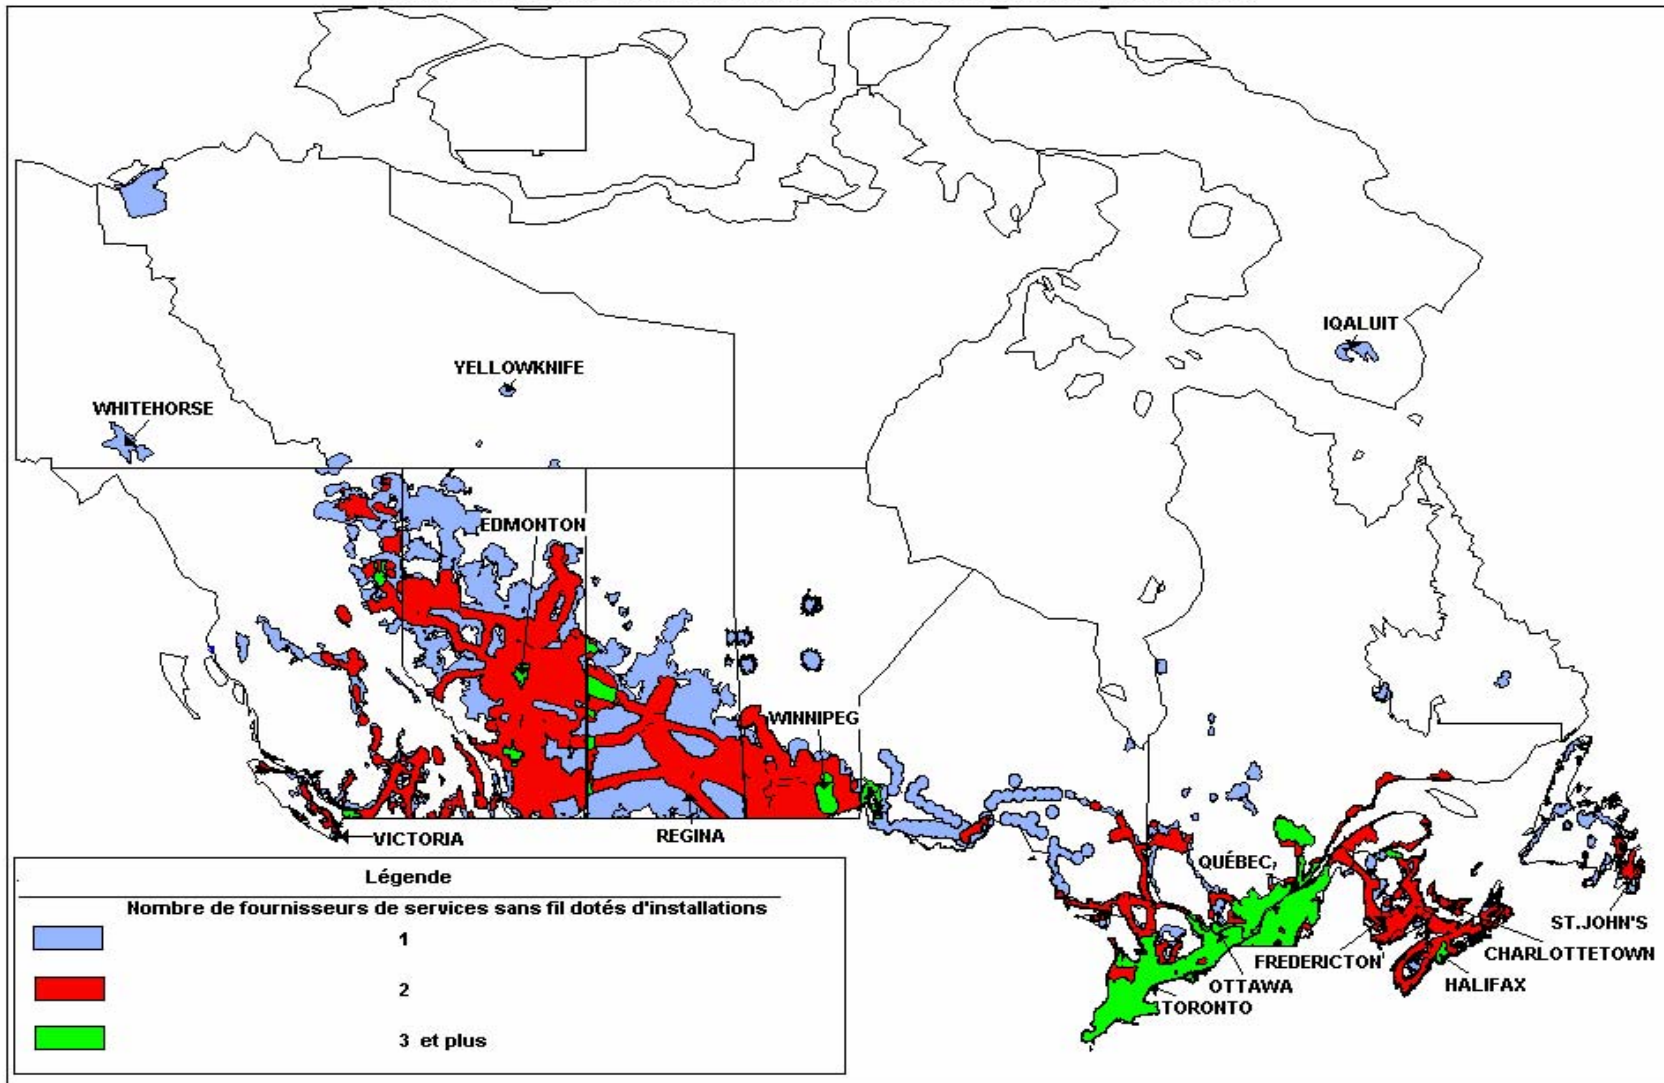 IQALUIT
YELLOWKNIFE
WHITEHORSE
EDMONTON
WINNIPEG
VICTORIA
REGINA
QUÉBEC
ST.JOHN'S
CHARLOTTETOWN
FREDERICTON
HALIFAX
OTTAWA
TORONTO
Légende
Nombre de fournisseurs de services sans fil dotés d'installations
1
2
3 et plus